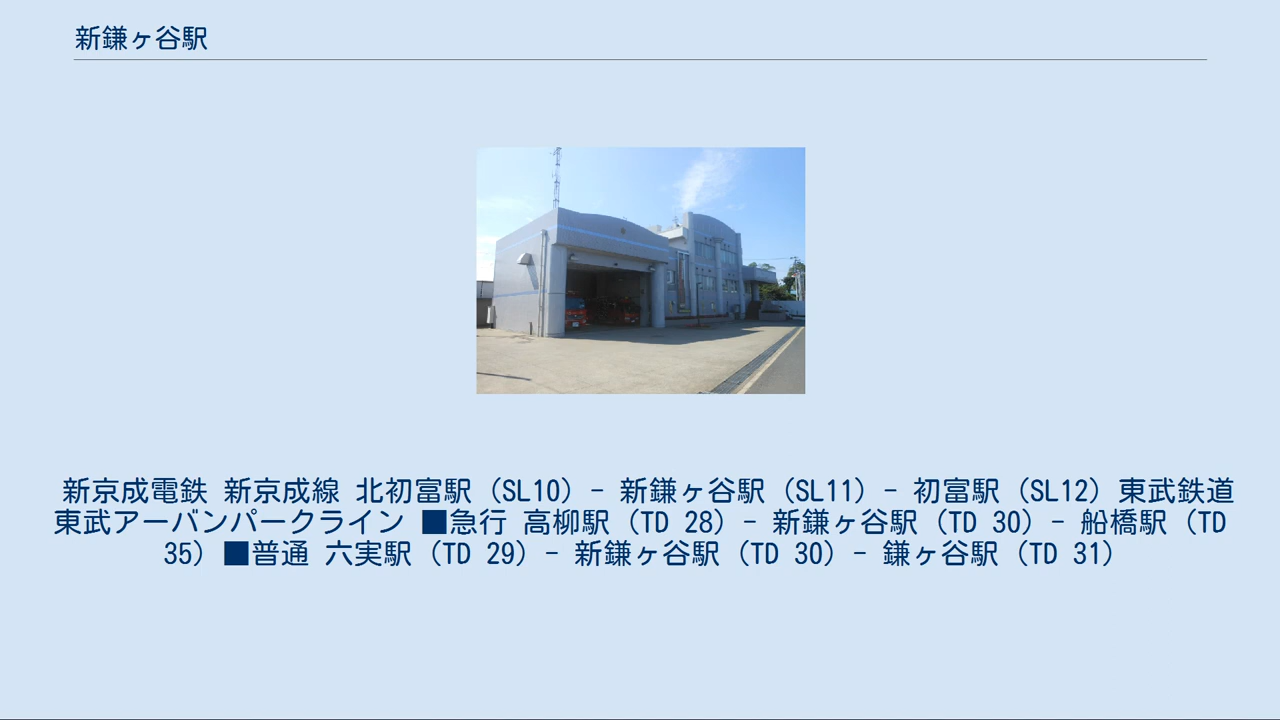 新鎌ヶ谷駅
新京成電鉄 新京成線 北初富駅（SL10）- 新鎌ヶ谷駅（SL11）- 初富駅（SL12）東武鉄道
東武アーバンパークライン ■急行 高柳駅（TD 28）- 新鎌ヶ谷駅（TD 30）- 船橋駅（TD
35）■普通 六実駅（TD 29）- 新鎌ヶ谷駅（TD 30）- 鎌ヶ谷駅（TD 31）